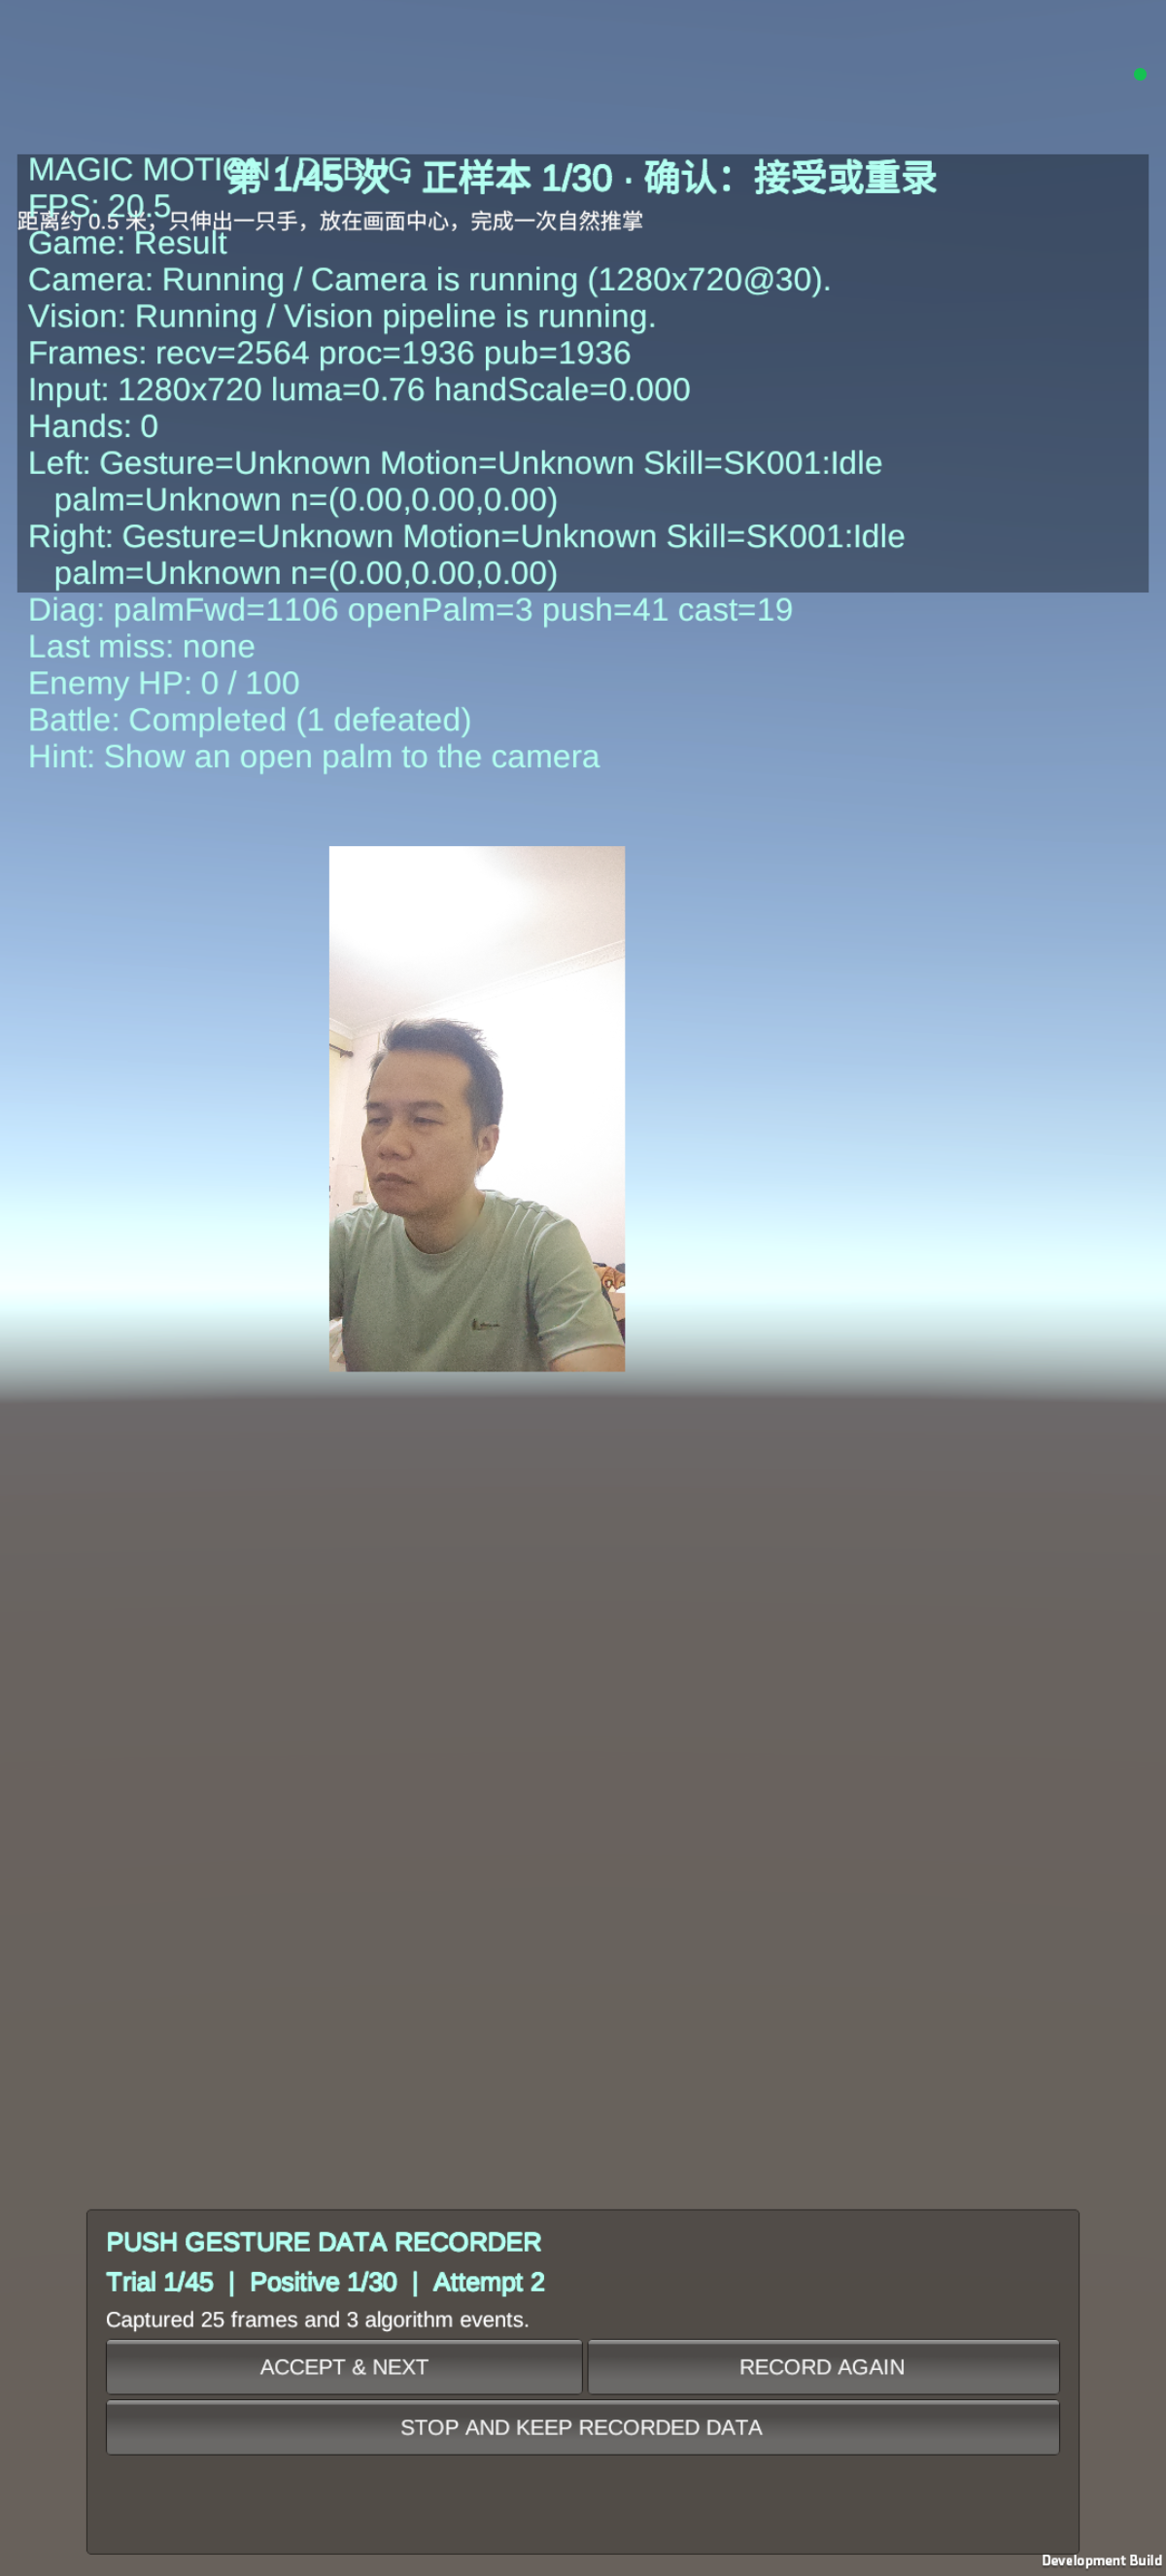 MAGIC MOTION / DEBUG
第 1/45 次 · 正样本 1/30 · 确认：接受或重录
FPS: 20.5
距离约 0.5 米，只伸出一只手，放在画面中心，完成一次自然推掌
Game: Result
Camera: Running / Camera is running (1280x720@30).
Vision: Running / Vision pipeline is running.
Frames: recv=2564 proc=1936 pub=1936
Input: 1280x720 luma=0.76 handScale=0.000
Hands: 0
Left: Gesture=Unknown Motion=Unknown Skill=SK001:Idle
palm=Unknown n=(0.00,0.00,0.00)
Right: Gesture=Unknown Motion=Unknown Skill=SK001:Idle
palm=Unknown n=(0.00,0.00,0.00)
Diag: palmFwd=1106 openPalm=3 push=41 cast=19
Last miss: none
Enemy HP: 0 / 100
Battle: Completed (1 defeated)
Hint: Show an open palm to the camera
PUSH GESTURE DATA RECORDER
Trial 1/45 | Positive 1/30 | Attempt 2
Captured 25 frames and 3 algorithm events.
ACCEPT & NEXT
RECORD AGAIN
STOP AND KEEP RECORDED DATA
Development Build